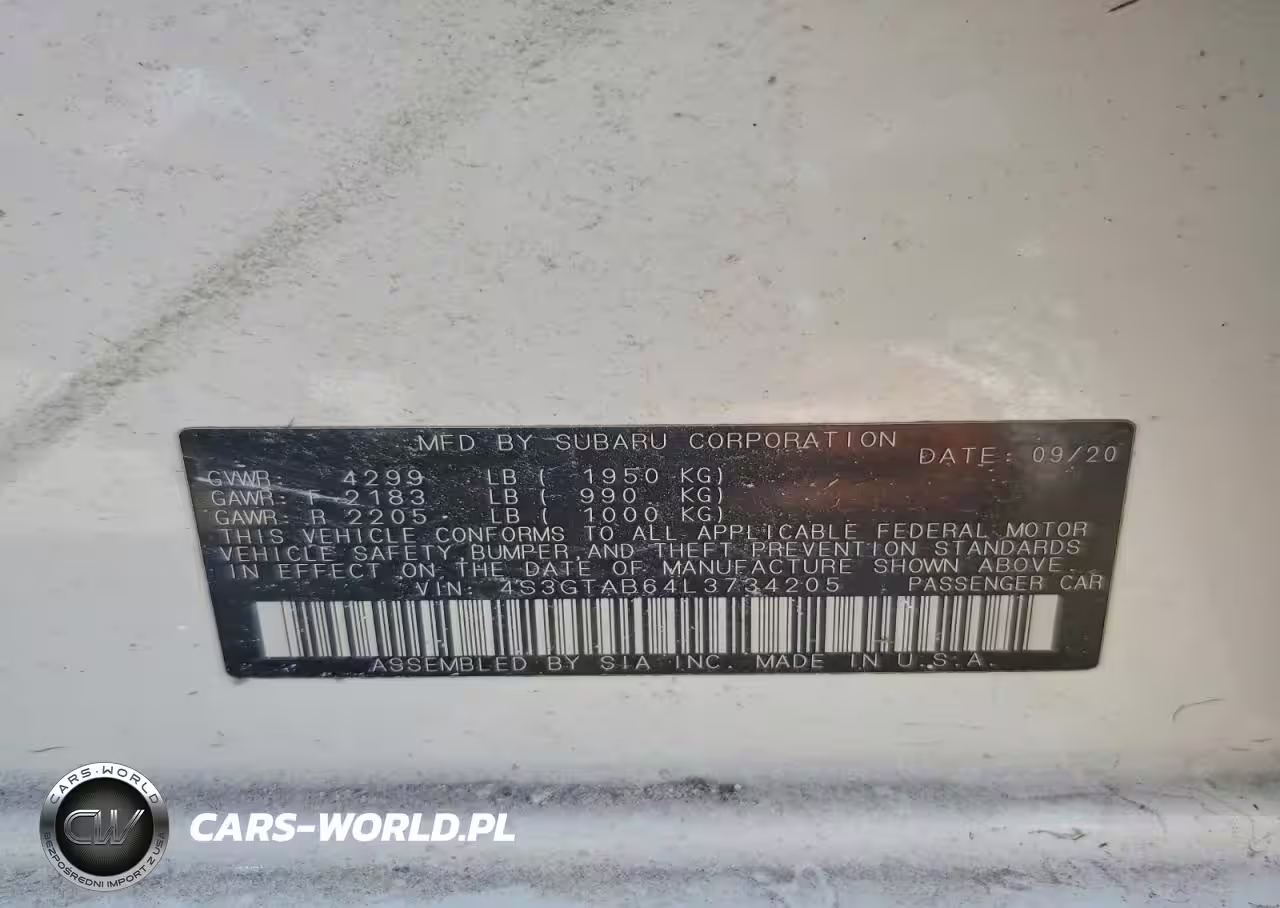 MFD BY SUBARU CORPORATION DATE: 09/20
GVWR: 4299 LB ( 1950 KG)
GAWR: F 2183 LB ( 990 KG)
GAWR: R 2205 LB ( 1000 KG)
THIS VEHICLE CONFORMS TO ALL APPLICABLE FEDERAL MOTOR
VEHICLE SAFETY, BUMPER, AND THEFT PREVENTION STANDARDS
IN EFFECT ON THE DATE OF MANUFACTURE SHOWN ABOVE.
VIN: 4S3GTAB64L3734205 PASSENGER CAR
ASSEMBLED BY SIA INC. MADE IN U.S.A.
CARS-WORLD
CW
BEZPOŚREDNI IMPORT Z USA
CARS-WORLD.PL